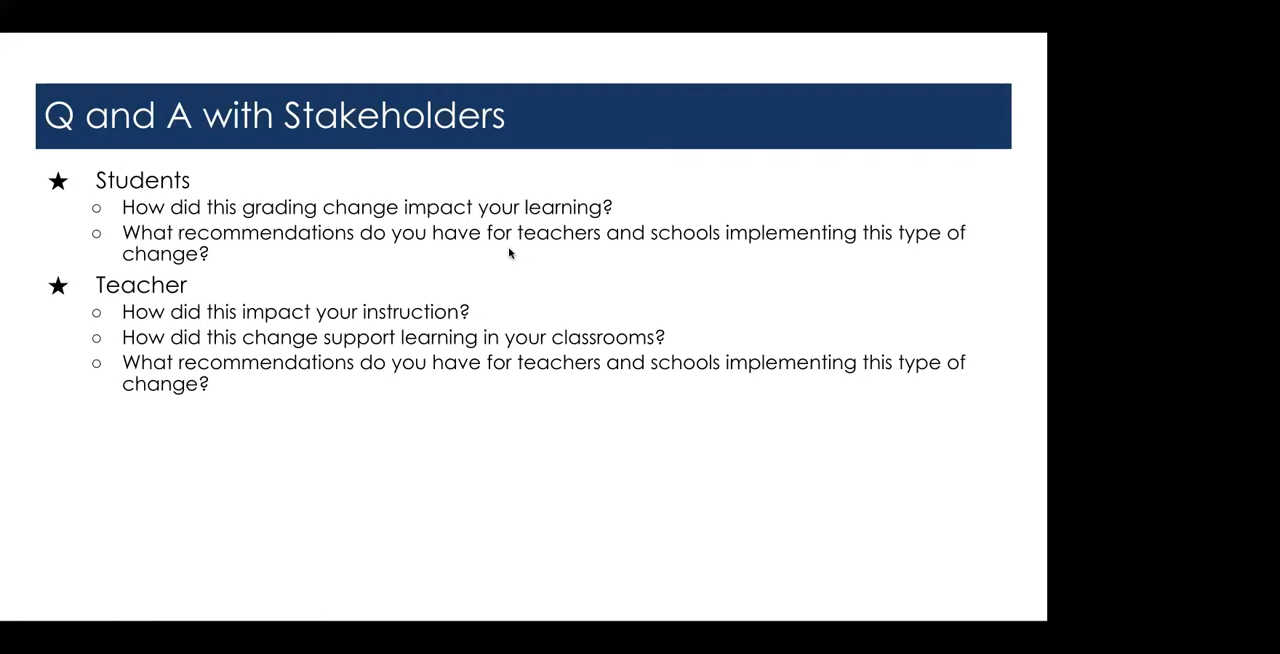 Q and A with Stakeholders
★ Students
○ How did this grading change impact your learning?
○ What recommendations do you have for teachers and schools implementing this type of
change?
★ Teacher
○ How did this impact your instruction?
○ How did this change support learning in your classrooms?
○ What recommendations do you have for teachers and schools implementing this type of
change?